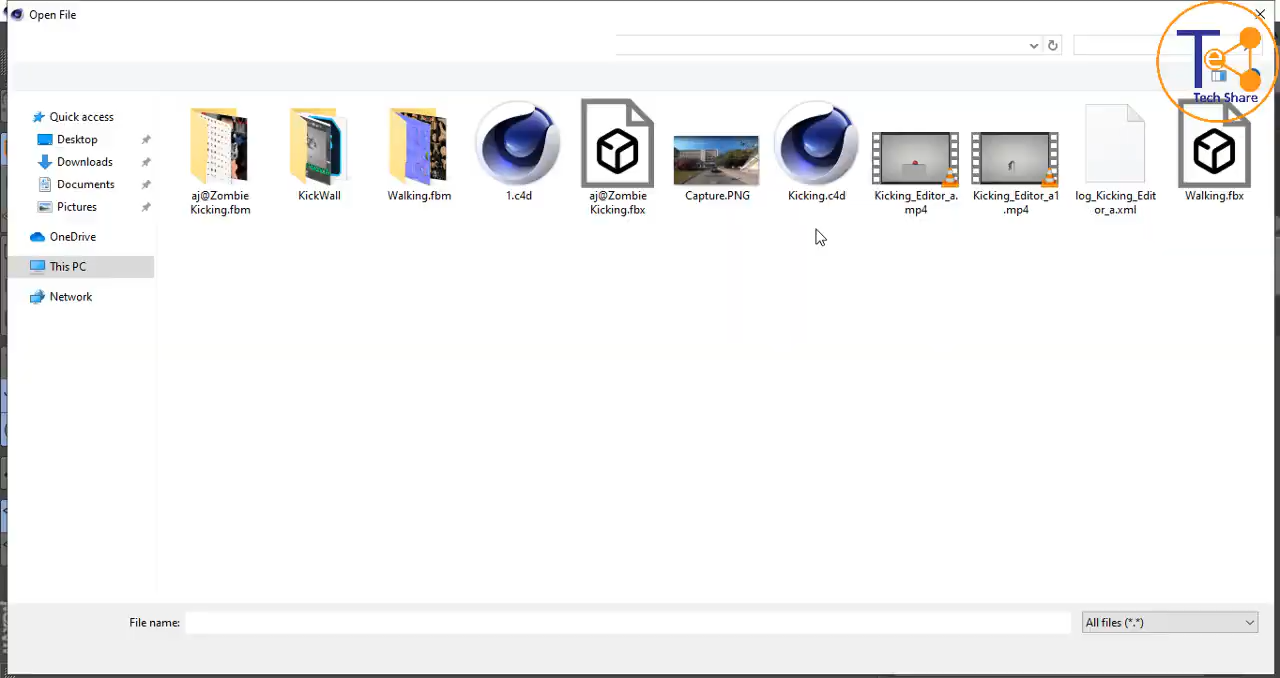 Open File
Te
Tech Share
Quick access
Desktop
Downloads
Documents
Pictures
OneDrive
This PC
Network
aj@Zombie
Kicking.fbm
KickWall
Walking.fbm
1.c4d
aj@Zombie
Kicking.fbx
Capture.PNG
Kicking.c4d
Kicking_Editor_a.
mp4
Kicking_Editor_a1
.mp4
log_Kicking_Edit
or_a.xml
Walking.fbx
File name:
All files (*.*)